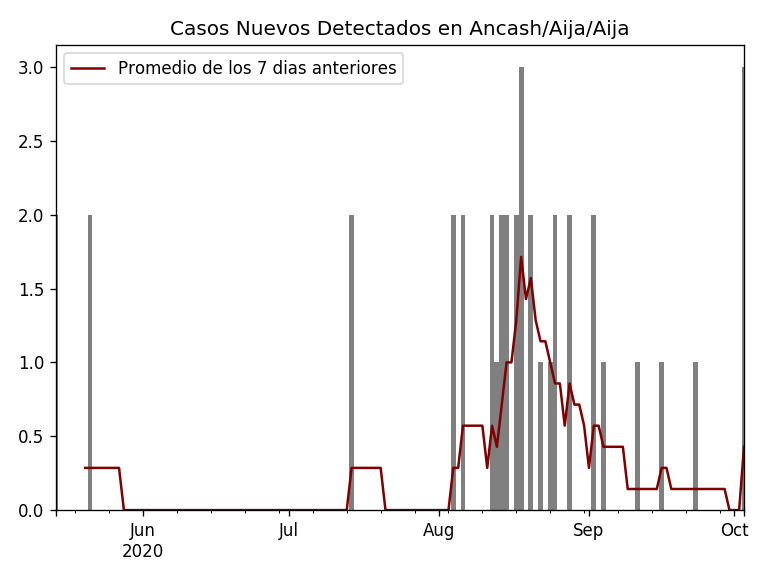 Casos Nuevos Detectados en Ancash/Aija/Aija
Promedio de los 7 dias anteriores
3.0
2.5
2.0
1.5
1.0
0.5
0.0
Jun Jul Aug Sep Oct
2020